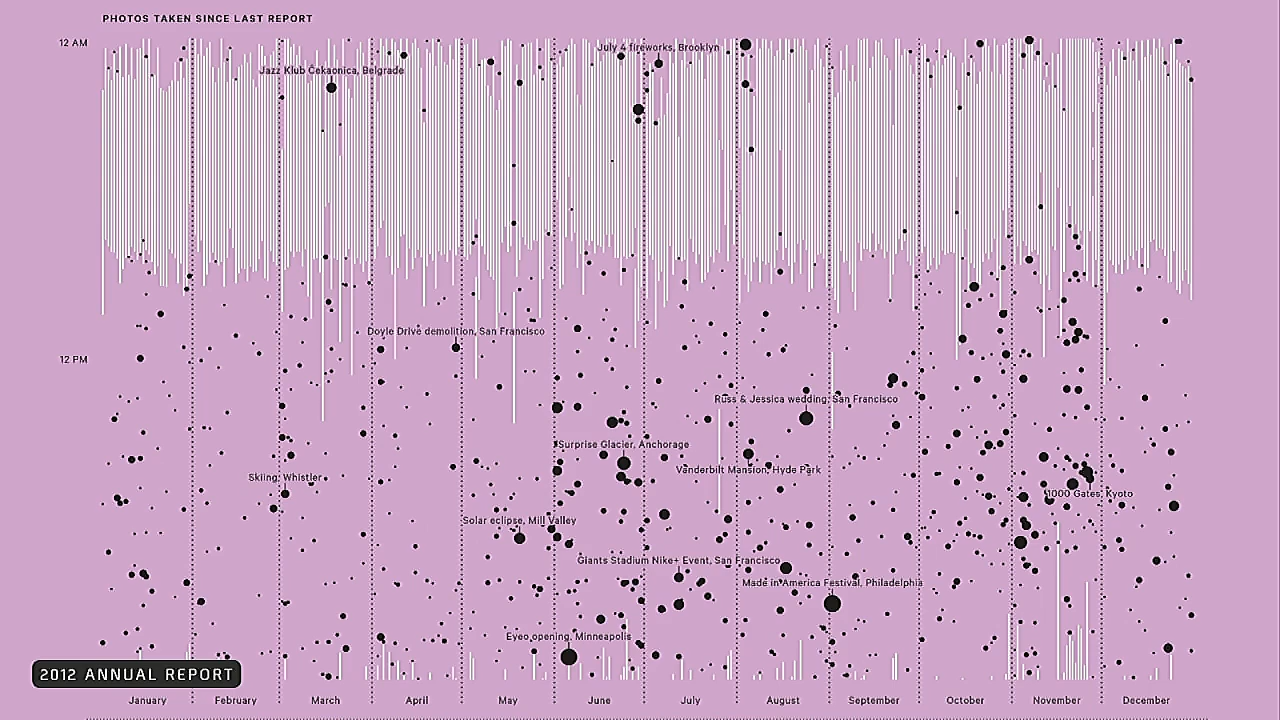 PHOTOS TAKEN SINCE LAST REPORT
12 AM
July 4 fireworks, Brooklyn
Jazz Klub Čekaonica, Belgrade
Doyle Drive demolition, San Francisco
12 PM
Russ & Jessica wedding, San Francisco
Surprise Glacier, Anchorage
Vanderbilt Mansion, Hyde Park
Skiing, Whistler
1000 Gates, Kyoto
Solar eclipse, Mill Valley
Giants Stadium Nike+ Event, San Francisco
Made in America Festival, Philadelphia
Eyeo opening, Minneapolis
2012 ANNUAL REPORT
January February March April May June July August September October November December